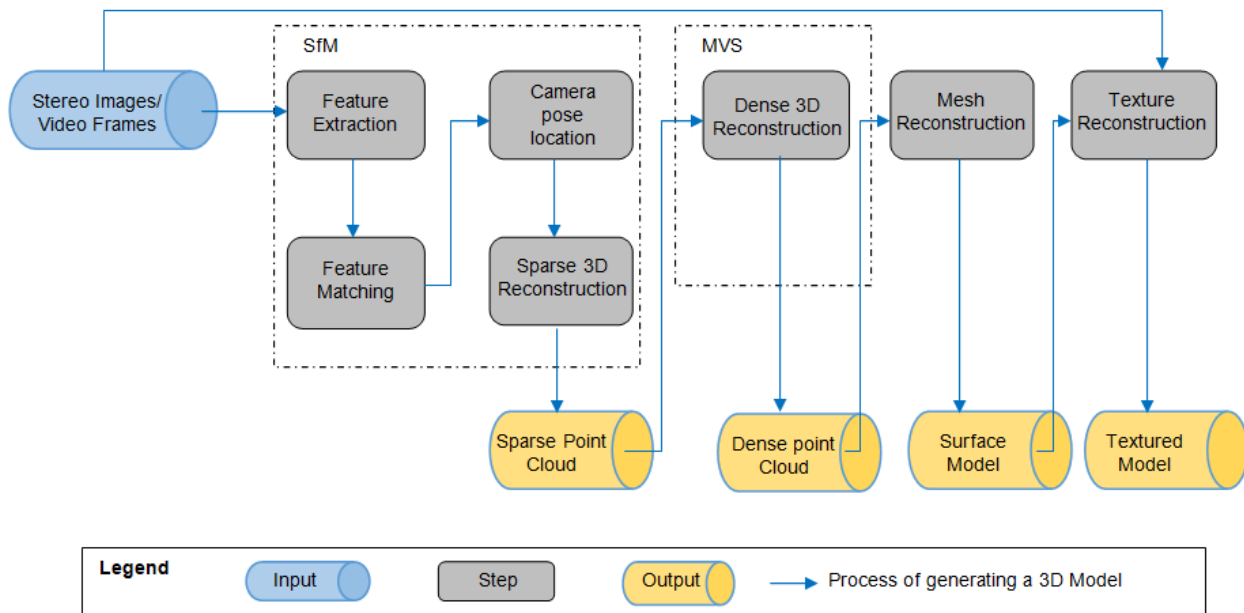 SfM
MVS
Stereo Images/
Video Frames
Feature
Extraction
Camera
pose
location
Dense 3D
Reconstruction
Mesh
Reconstruction
Texture
Reconstruction
Feature
Matching
Sparse 3D
Reconstruction
Sparse Point
Cloud
Dense point
Cloud
Surface
Model
Textured
Model
Legend
Input
Step
Output
Process of generating a 3D Model